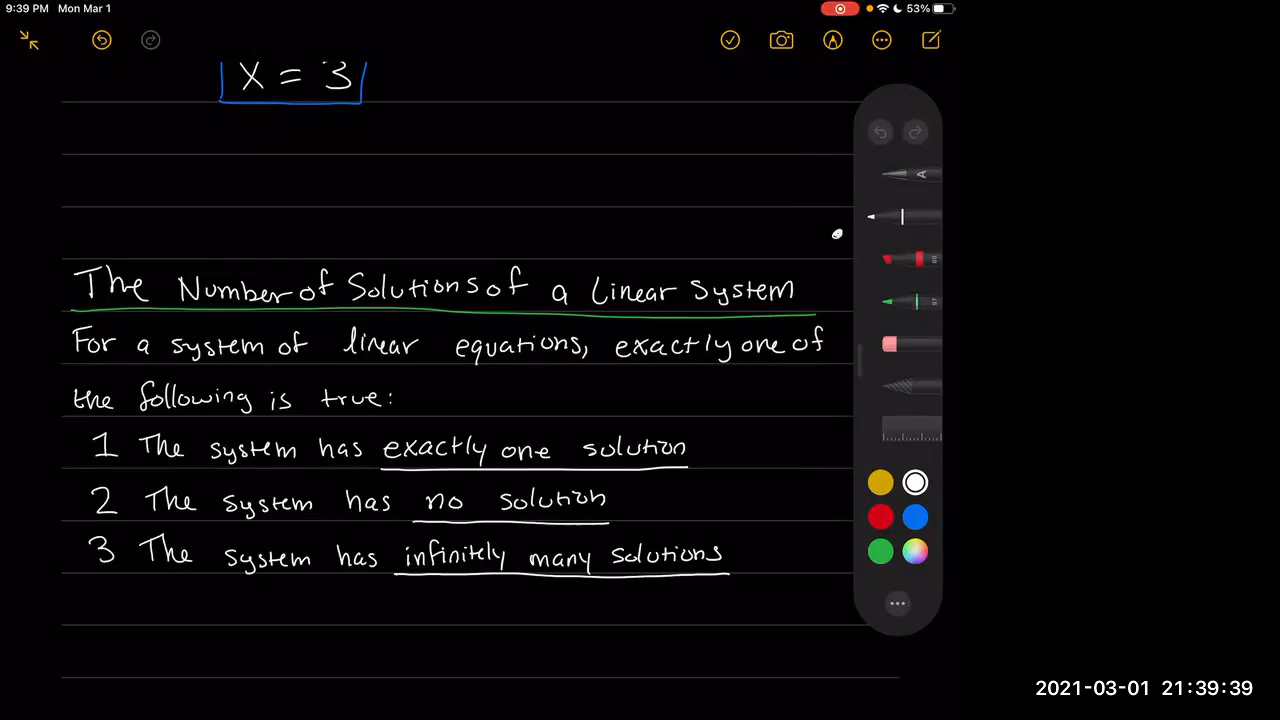 9:39 PM Mon Mar 1
53%
X = 3
The Number of Solutions of a Linear System
For a system of linear equations, exactly one of
the following is true:
1 The system has exactly one solution
2 The system has no solution
3 The system has infinitely many solutions
A
80
97
2021-03-01 21:39:39